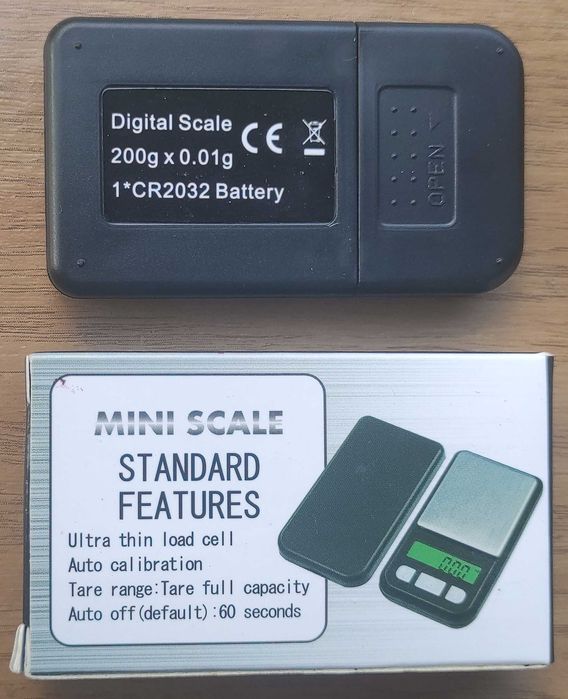 Digital Scale CE
200g x 0.01g
1*CR2032 Battery
OPEN
MINI SCALE
STANDARD
FEATURES
Ultra thin load cell
Auto calibration
Tare range:Tare full capacity
Auto off(default):60 seconds